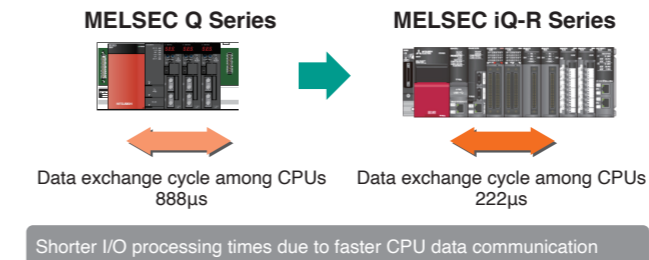 MELSEC Q Series
MELSEC iQ-R Series
Data exchange cycle among CPUs
888µs
Data exchange cycle among CPUs
222µs
Shorter I/O processing times due to faster CPU data communication